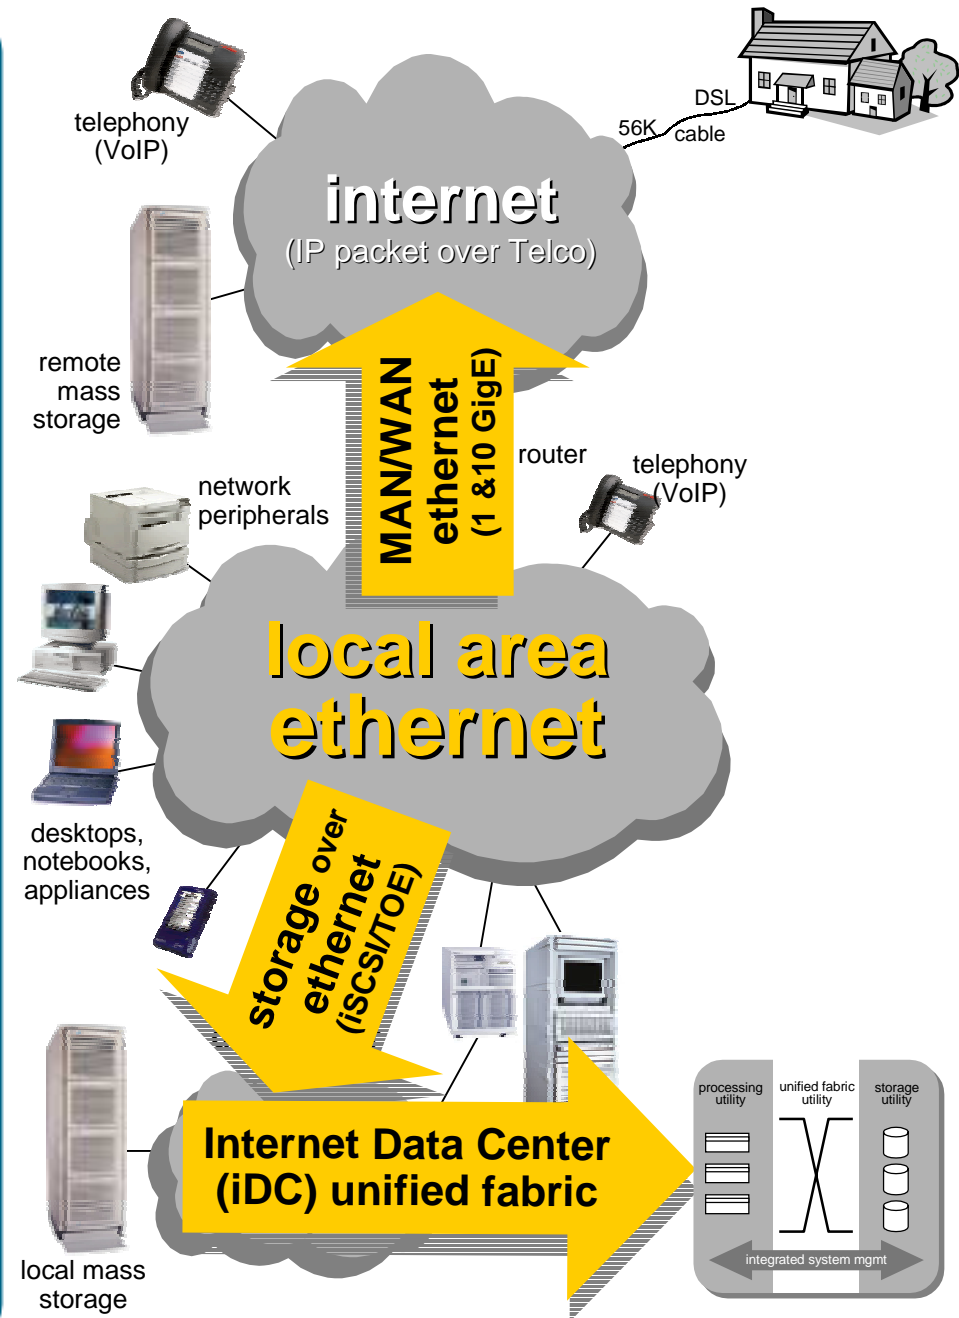 telephony
(VoIP)
DSL
56K
cable
internet
(IP packet over Telco)
remote
mass
storage
MAN/WAN
ethernet
(1 &10 GigE)
router
telephony
(VoIP)
network
peripherals
local area
ethernet
desktops,
notebooks,
appliances
storage over
ethernet
(iSCSI/TOE)
processing
utility
unified fabric
utility
storage
utility
Internet Data Center
(iDC) unified fabric
integrated system mgmt
local mass
storage